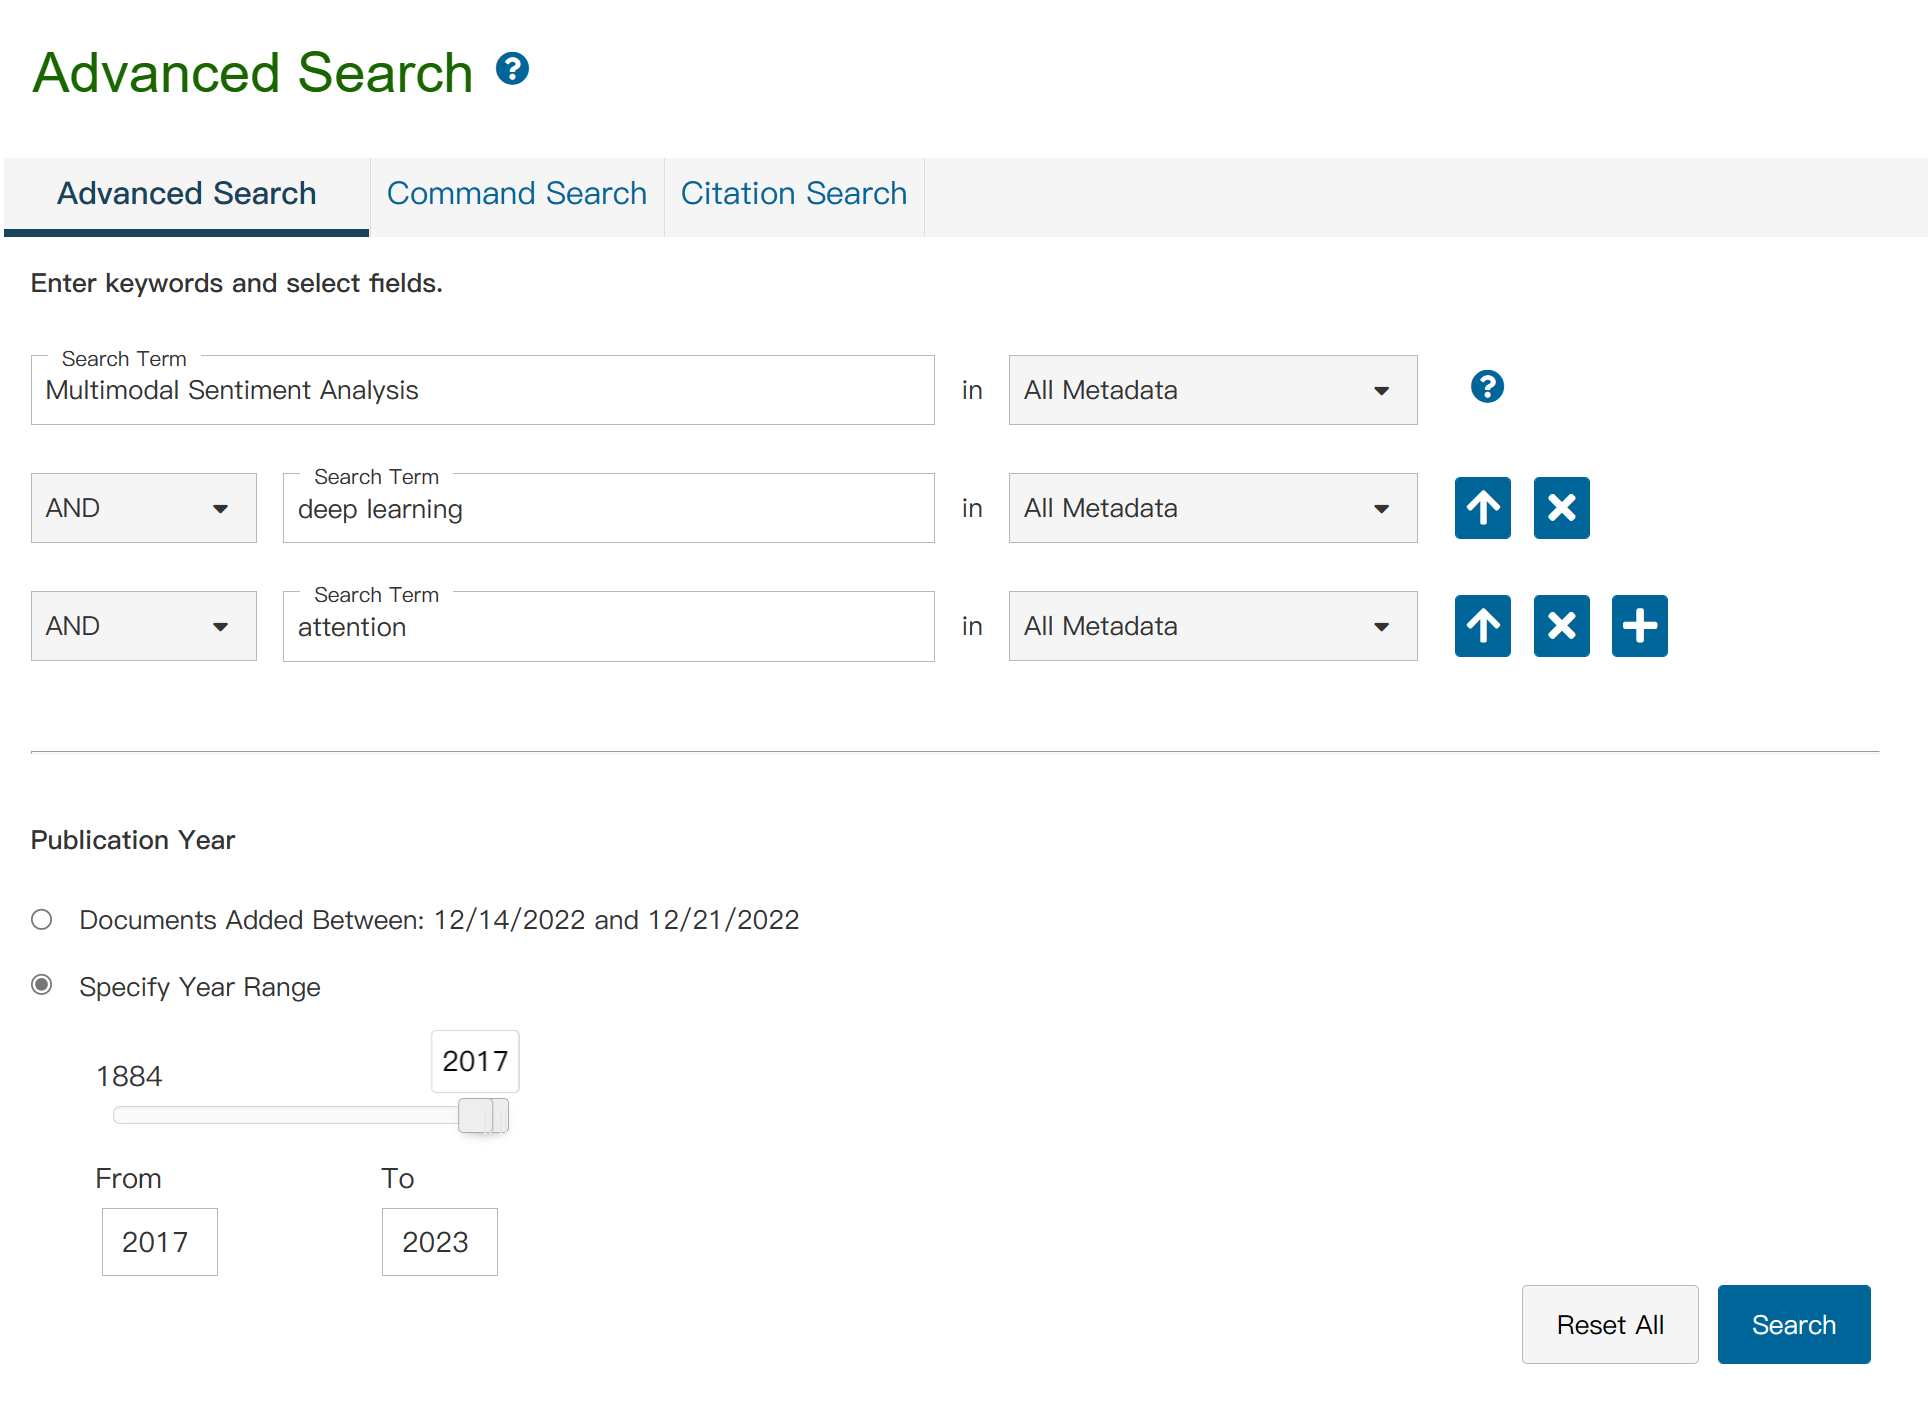 Advanced Search
Advanced Search Command Search Citation Search
Enter keywords and select fields.
Search Term
Multimodal Sentiment Analysis in All Metadata
Search Term
AND deep learning in All Metadata
Search Term
AND attention in All Metadata
Publication Year
Documents Added Between: 12/14/2022 and 12/21/2022
Specify Year Range
2017
1884
From To
2017 2023
Reset All Search